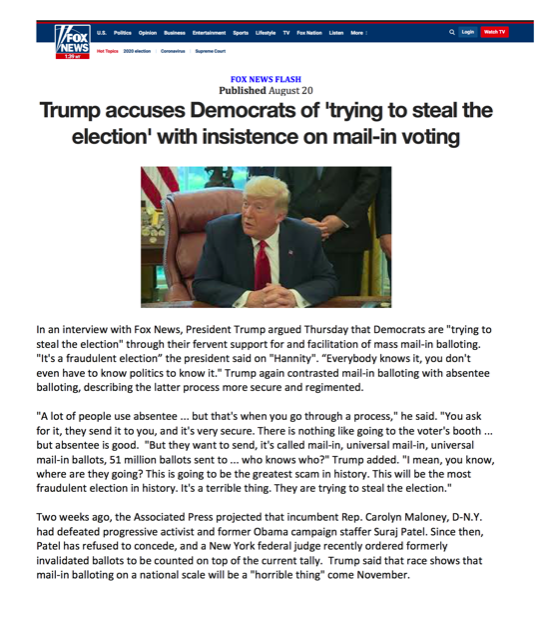 FOX
NEWS
U.S. Politics Opinion Business Entertainment Sports Lifestyle TV Fox Nation Listen More
Login Watch TV
Hot Topics 2020 election Coronavirus Supreme Court
FOX NEWS FLASH
Published August 20
Trump accuses Democrats of 'trying to steal the
election' with insistence on mail-in voting
In an interview with Fox News, President Trump argued Thursday that Democrats are "trying to
steal the election" through their fervent support for and facilitation of mass mail-in balloting.
"It's a fraudulent election” the president said on "Hannity". “Everybody knows it, you don't
even have to know politics to know it." Trump again contrasted mail-in balloting with absentee
balloting, describing the latter process more secure and regimented.
"A lot of people use absentee ... but that's when you go through a process," he said. "You ask
for it, they send it to you, and it's very secure. There is nothing like going to the voter's booth ...
but absentee is good. "But they want to send, it's called mail-in, universal mail-in, universal
mail-in ballots, 51 million ballots sent to ... who knows who?" Trump added. "I mean, you know,
where are they going? This is going to be the greatest scam in history. This will be the most
fraudulent election in history. It's a terrible thing. They are trying to steal the election."
Two weeks ago, the Associated Press projected that incumbent Rep. Carolyn Maloney, D-N.Y.
had defeated progressive activist and former Obama campaign staffer Suraj Patel. Since then,
Patel has refused to concede, and a New York federal judge recently ordered formerly
invalidated ballots to be counted on top of the current tally. Trump said that race shows that
mail-in balloting on a national scale will be a "horrible thing" come November.